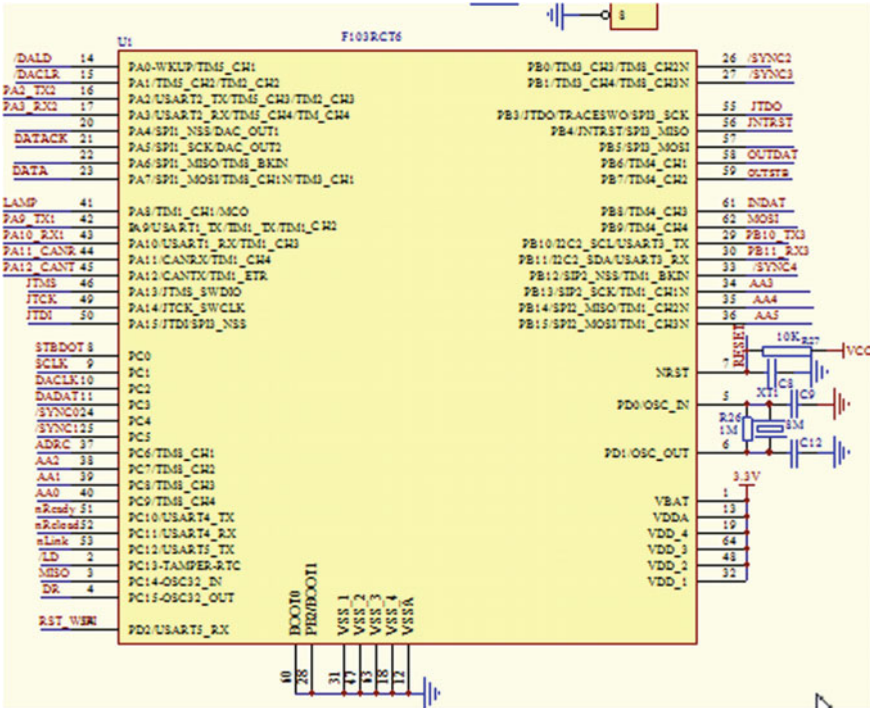 8
U1
F103RCT6
/DALD 14 PA0-WKUP/TIM5_CH1 PB0/TIM3_CH3/TIM8_CH2N 26 /SYNC2
/DACLR 15 PA1/TIM5_CH2/TIM2_CH2 PB1/TIM3_CH4/TIM8_CH3N 27 /SYNC3
PA2_TX2 16 PA2/USART2_TX/TIM5_CH3/TIM2_CH3
PA3_RX2 17 PA3/USART2_RX/TIM5_CH4/TIM_CH4 PB3/JTDO/TRACESWO/SPI3_SCK 55 JTDO
20 PA4/SPI1_NSS/DAC_OUT1 PB4/JNTRST/SPI3_MISO 56 JNTRST
DATACK 21 PA5/SPI1_SCK/DAC_OUT2 PB5/SPI3_MOSI 57
22 PA6/SPI1_MISO/TIM8_BKIN PB6/TIM4_CH1 58 OUTDAT
DATA 23 PA7/SPI1_MOSI/TIM8_CH1N/TIM3_CH1 PB7/TIM4_CH2 59 OUTSTB
LAMP 41 PA8/TIM1_CH1/MCO PB8/TIM4_CH3 61 INDAT
PA9_TX1 42 PA9/USART1_TX/TIM1_TX/TIM1_CH2 PB9/TIM4_CH4 62 MOSI
PA10_RX1 43 PA10/USART1_RX/TIM1_CH3 PB10/I2C2_SCL/USART3_TX 29 PB10_TX3
PA11_CANR 44 PA11/CANRX/TIM1_CH4 PB11/I2C2_SDA/USART3_RX 30 PB11_RX3
PA12_CANT 45 PA12/CANTX/TIM1_ETR PB12/SIP2_NSS/TIM1_BKIN 33 /SYNC4
JTMS 46 PA13/JTMS_SWDIO PB13/SIP2_SCK/TIM1_CH1N 34 AA3
JTCK 49 PA14/JTCK_SWCLK PB14/SPI2_MISO/TIM1_CH2N 35 AA4
JTDI 50 PA15/JTDI/SPI3_NSS PB15/SPI2_MOSI/TIM1_CH3N 36 AA5
RESET 10K R27 VCC
STBDOT 8 PC0
SCLK 9 PC1 NRST 7 C8
DACLK 10 PC2
DADAT 11 PC3 PD0/OSC_IN 5 XT1 C9
/SYNC0 24 PC4 R26 8M
/SYNC1 25 PC5 1M
ADRC 37 PC6/TIM8_CH1 PD1/OSC_OUT 6 C12
AA2 38 PC7/TIM8_CH2
AA1 39 PC8/TIM8_CH3 3.3V
AA0 40 PC9/TIM8_CH4 VBAT 1
nReady 51 PC10/USART4_TX VDDA 13
nReload 52 PC11/USART4_RX VDD_4 19
nLink 53 PC12/USART5_TX VDD_3 64
/LD 2 PC13-TAMPER-RTC VDD_2 48
MISO 3 PC14-OSC32_IN VDD_1 32
DR 4 PC15-OSC32_OUT
PD2/USART5_RX
BOOT0 PB2/BOOT1 VSS_1 VSS_2 VSS_3 VSS_4 VSSA
60 28 31 47 63 18 12